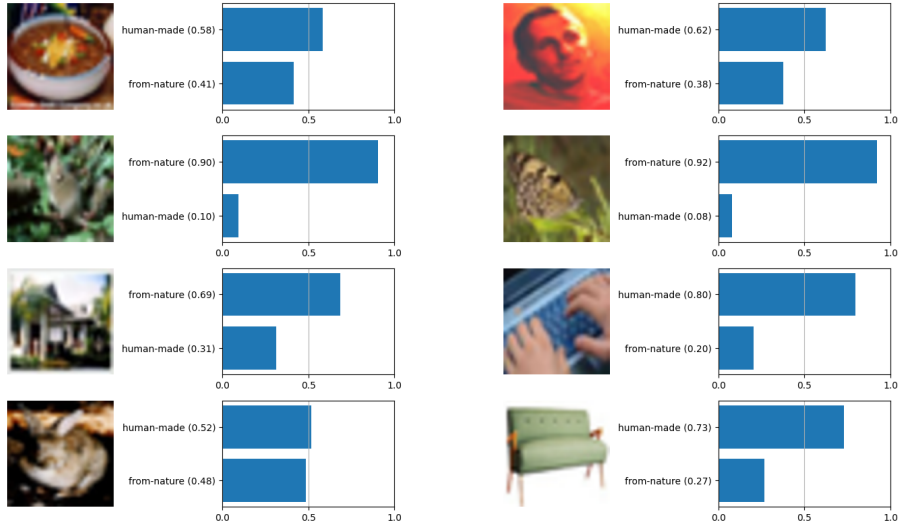 human-made (0.58)
from-nature (0.41)
0.0 0.5 1.0
human-made (0.62)
from-nature (0.38)
0.0 0.5 1.0
from-nature (0.90)
human-made (0.10)
0.0 0.5 1.0
from-nature (0.92)
human-made (0.08)
0.0 0.5 1.0
from-nature (0.69)
human-made (0.31)
0.0 0.5 1.0
human-made (0.80)
from-nature (0.20)
0.0 0.5 1.0
human-made (0.52)
from-nature (0.48)
0.0 0.5 1.0
human-made (0.73)
from-nature (0.27)
0.0 0.5 1.0